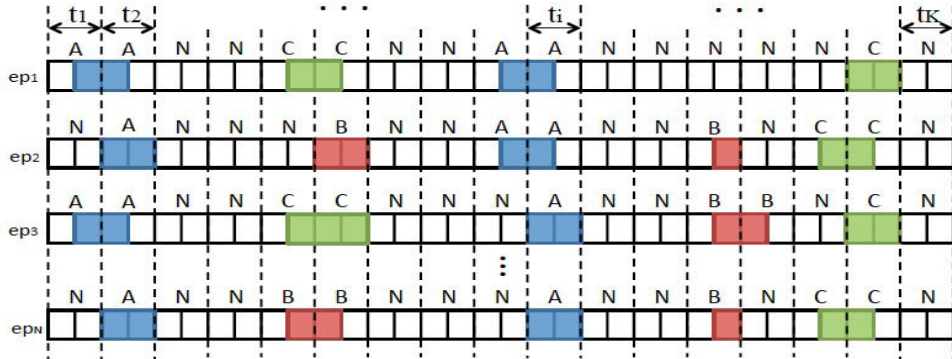 ... ...
t1 t2 ti tK
A A N N C C N N A A N N N N N C N
ep1
N A N N N B N N A A N N B N C C N
ep2
A A N N C C N N N A N N B B N C N
ep3
⋮
N A N N B B N N N A N N B N C C N
epN